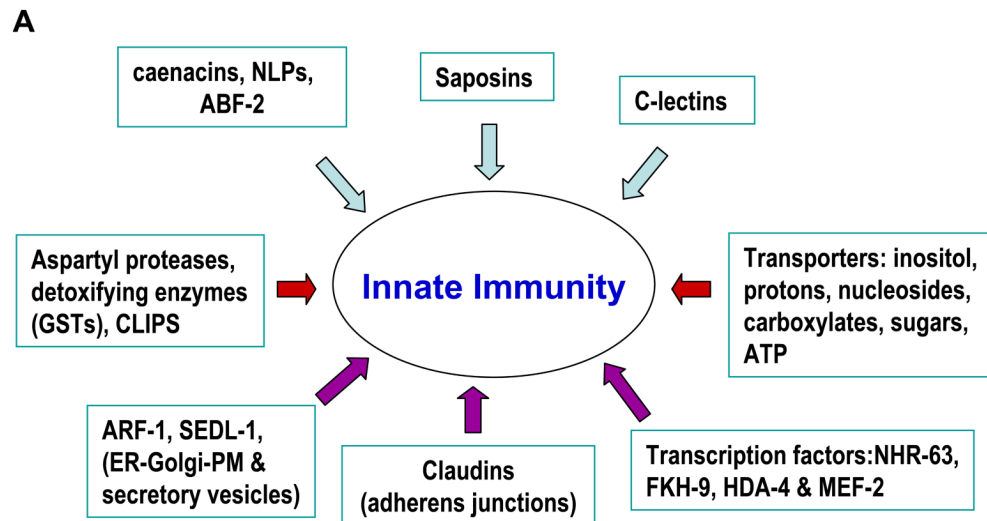 A
caenacins, NLPs,
ABF-2
Saposins
C-lectins
Aspartyl proteases,
detoxifying enzymes
(GSTs), CLIPS
Innate Immunity
Transporters: inositol,
protons, nucleosides,
carboxylates, sugars,
ATP
ARF-1, SEDL-1,
(ER-Golgi-PM &
secretory vesicles)
Claudins
(adherens junctions)
Transcription factors:NHR-63,
FKH-9, HDA-4 & MEF-2